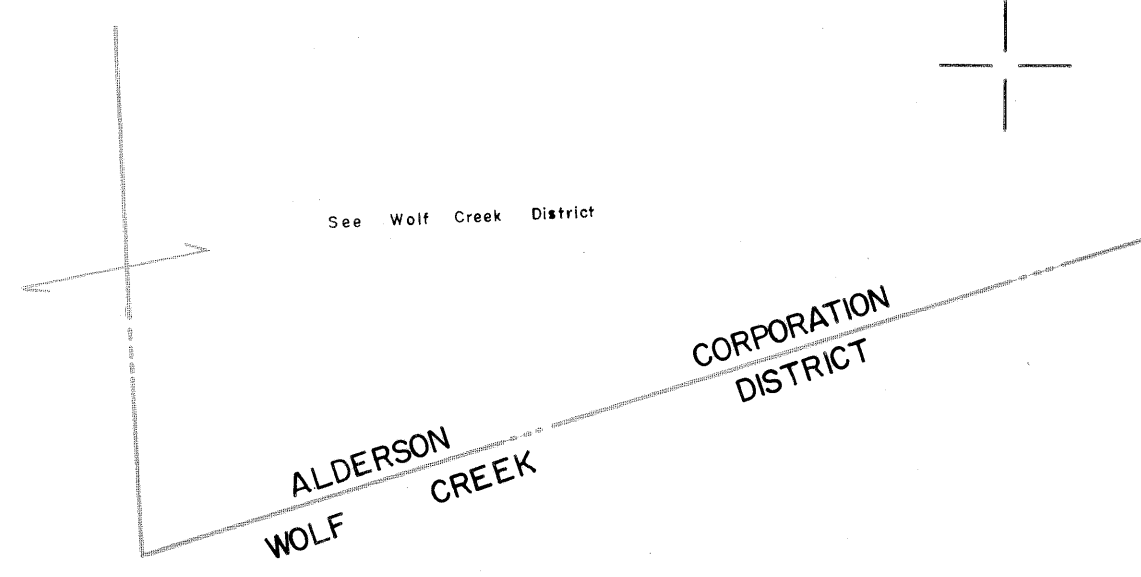 See Wolf Creek District
ALDERSON CORPORATION
WOLF CREEK DISTRICT